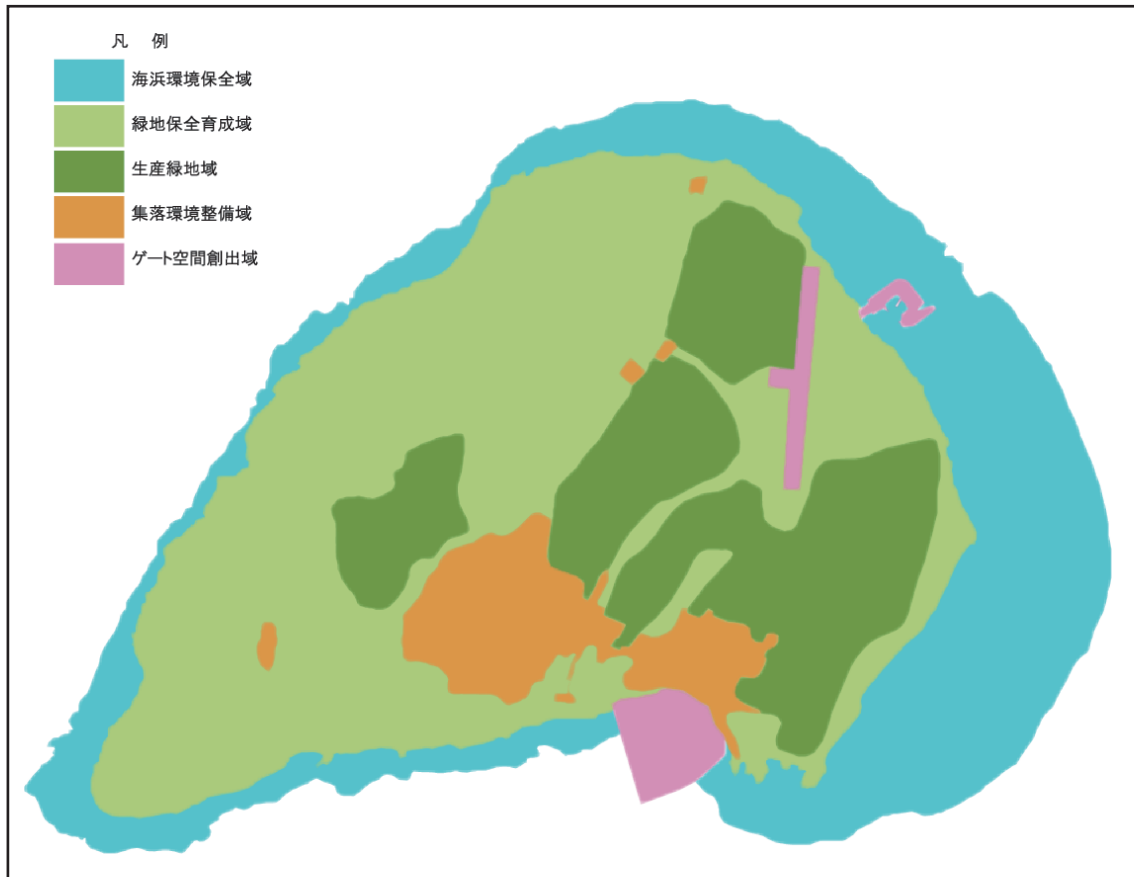 凡 例
海浜環境保全域
緑地保全育成域
生産緑地域
集落環境整備域
ゲート空間創出域